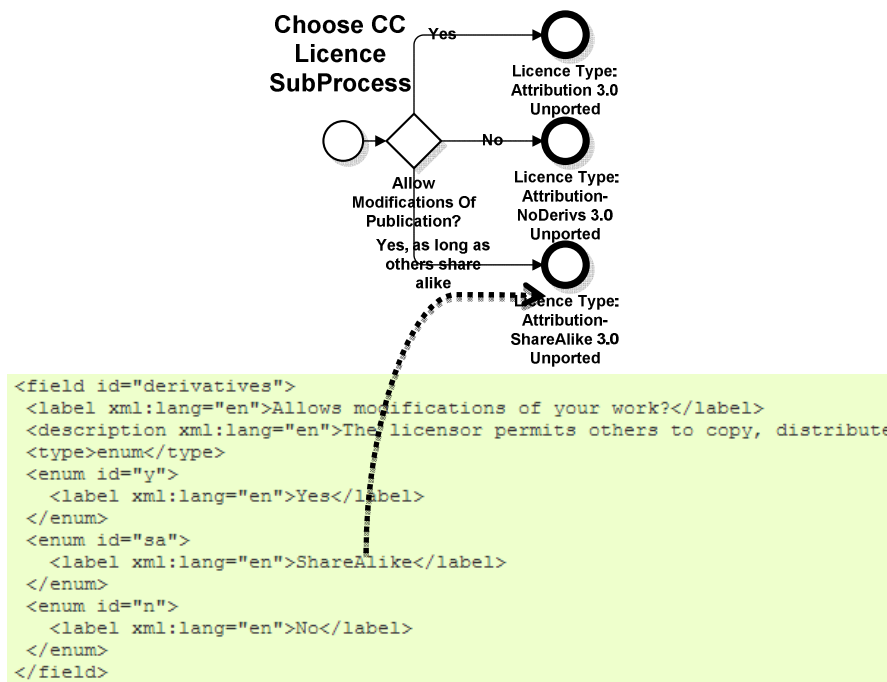 Choose CC
Licence
SubProcess
Yes
Licence Type:
Attribution 3.0
Unported
No
Licence Type:
Attribution-
NoDerivs 3.0
Unported
Allow
Modifications Of
Publication?
Yes, as long as
others share
alike
Licence Type:
Attribution-
ShareAlike 3.0
Unported
<field id="derivatives">
<label xml:lang="en">Allows modifications of your work?</label>
<description xml:lang="en">The licensor permits others to copy, distribute
<type>enum</type>
<enum id="y">
<label xml:lang="en">Yes</label>
</enum>
<enum id="sa">
<label xml:lang="en">ShareAlike</label>
</enum>
<enum id="n">
<label xml:lang="en">No</label>
</enum>
</field>